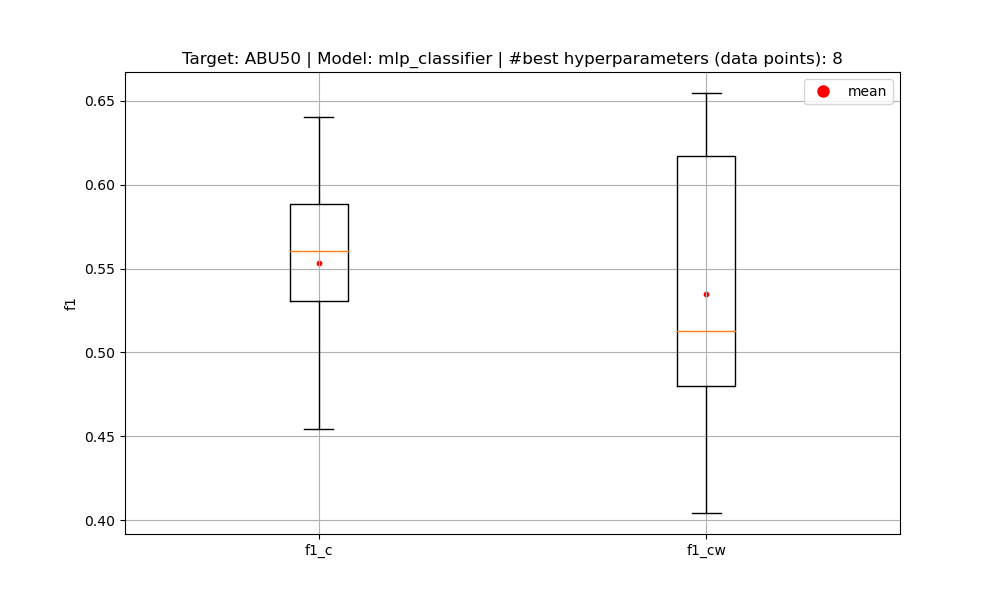 Target: ABU50 | Model: mlp_classifier | #best hyperparameters (data points): 8
mean
0.65
0.60
0.55
0.50
0.45
0.40
f1
f1_c
f1_cw